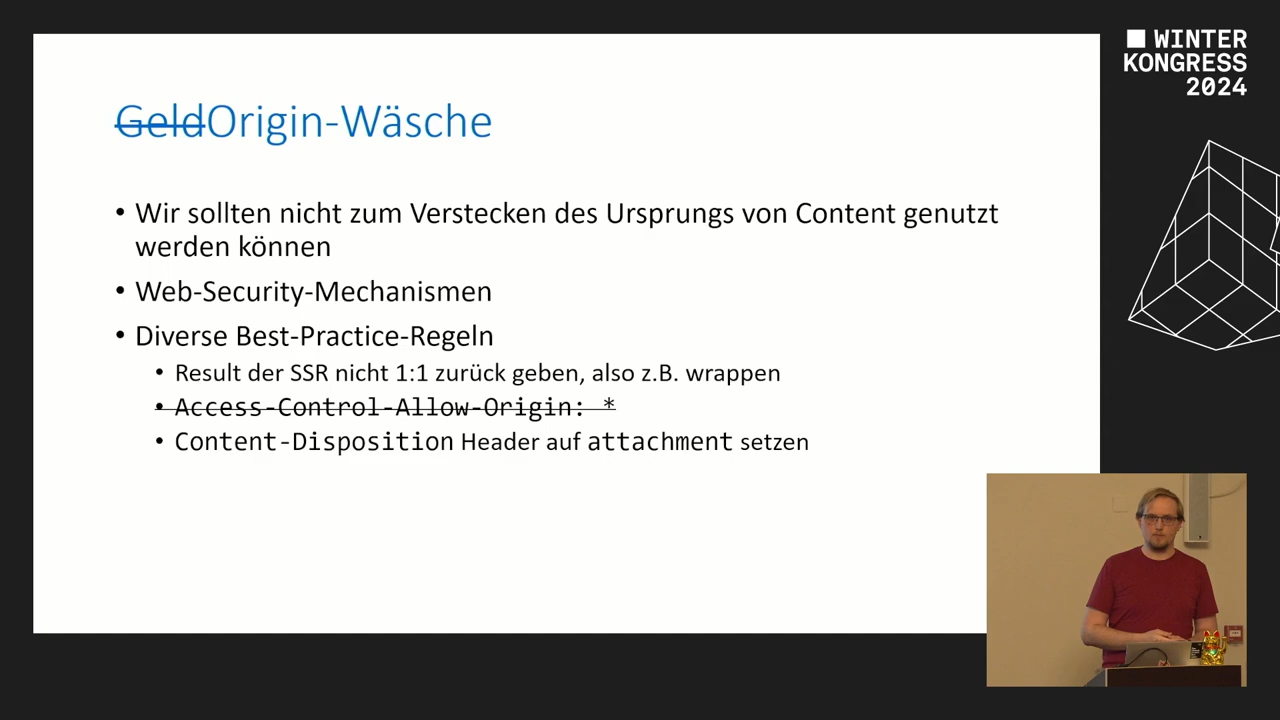 WINTER
KONGRESS
2024
GeldOrigin-Wäsche
• Wir sollten nicht zum Verstecken des Ursprungs von Content genutzt
werden können
• Web-Security-Mechanismen
• Diverse Best-Practice-Regeln
• Result der SSR nicht 1:1 zurück geben, also z.B. wrappen
• Access-Control-Allow-Origin: *
• Content-Disposition Header auf attachment setzen